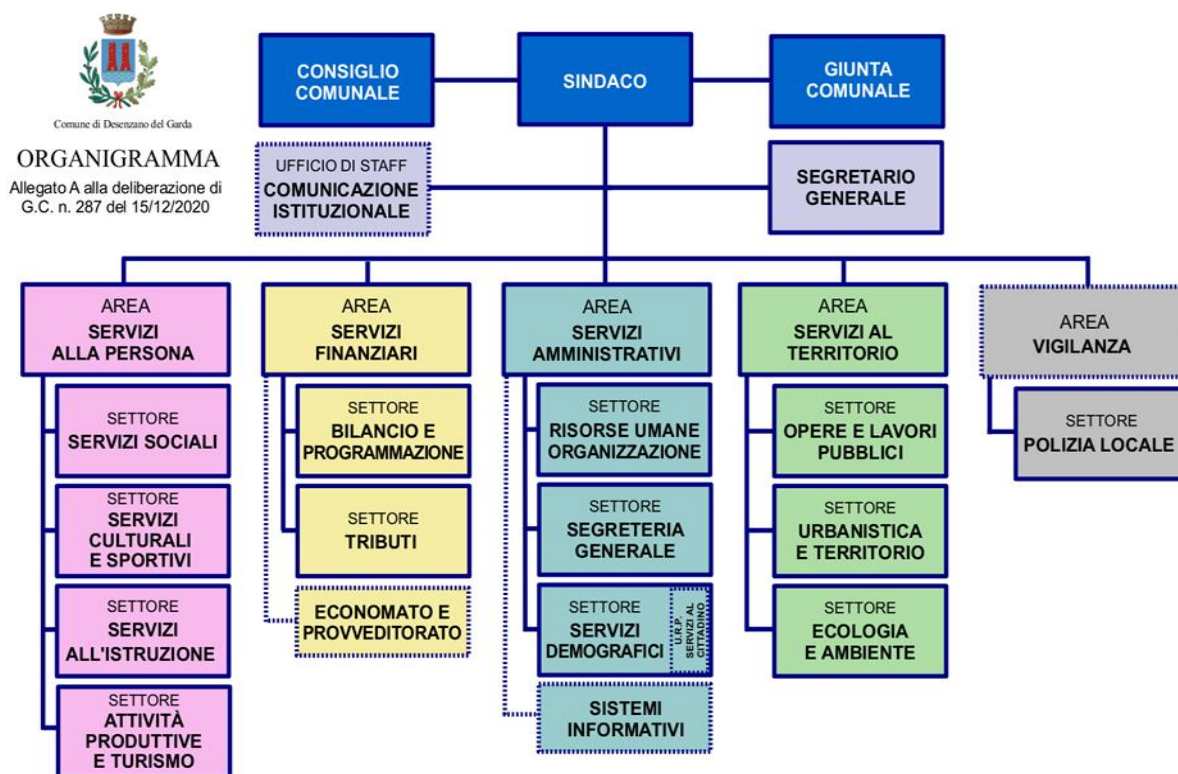 Comune di Desenzano del Garda
ORGANIGRAMMA
Allegato A alla deliberazione di
G.C. n. 287 del 15/12/2020
CONSIGLIO
COMUNALE
SINDACO
GIUNTA
COMUNALE
UFFICIO DI STAFF
COMUNICAZIONE
ISTITUZIONALE
SEGRETARIO
GENERALE
AREA
SERVIZI
ALLA PERSONA
SETTORE
SERVIZI SOCIALI
SETTORE
SERVIZI
CULTURALI
E SPORTIVI
SETTORE
SERVIZI
ALL'ISTRUZIONE
SETTORE
ATTIVITÀ
PRODUTTIVE
E TURISMO
AREA
SERVIZI
FINANZIARI
SETTORE
BILANCIO E
PROGRAMMAZIONE
SETTORE
TRIBUTI
ECONOMATO E
PROVVEDITORATO
AREA
SERVIZI
AMMINISTRATIVI
SETTORE
RISORSE UMANE
ORGANIZZAZIONE
SETTORE
SEGRETERIA
GENERALE
SETTORE
SERVIZI
DEMOGRAFICI
U.R.P.
SERVIZI AL
CITTADINO
SISTEMI
INFORMATIVI
AREA
SERVIZI AL
TERRITORIO
SETTORE
OPERE E LAVORI
PUBBLICI
SETTORE
URBANISTICA
E TERRITORIO
SETTORE
ECOLOGIA
E AMBIENTE
AREA
VIGILANZA
SETTORE
POLIZIA LOCALE